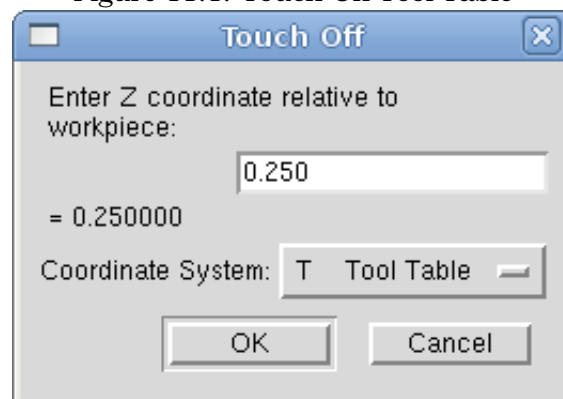 Figure 11.1: Touch Off Tool Table
Touch Off
Enter Z coordinate relative to
workpiece:
0.250
= 0.250000
Coordinate System: T Tool Table
OK Cancel